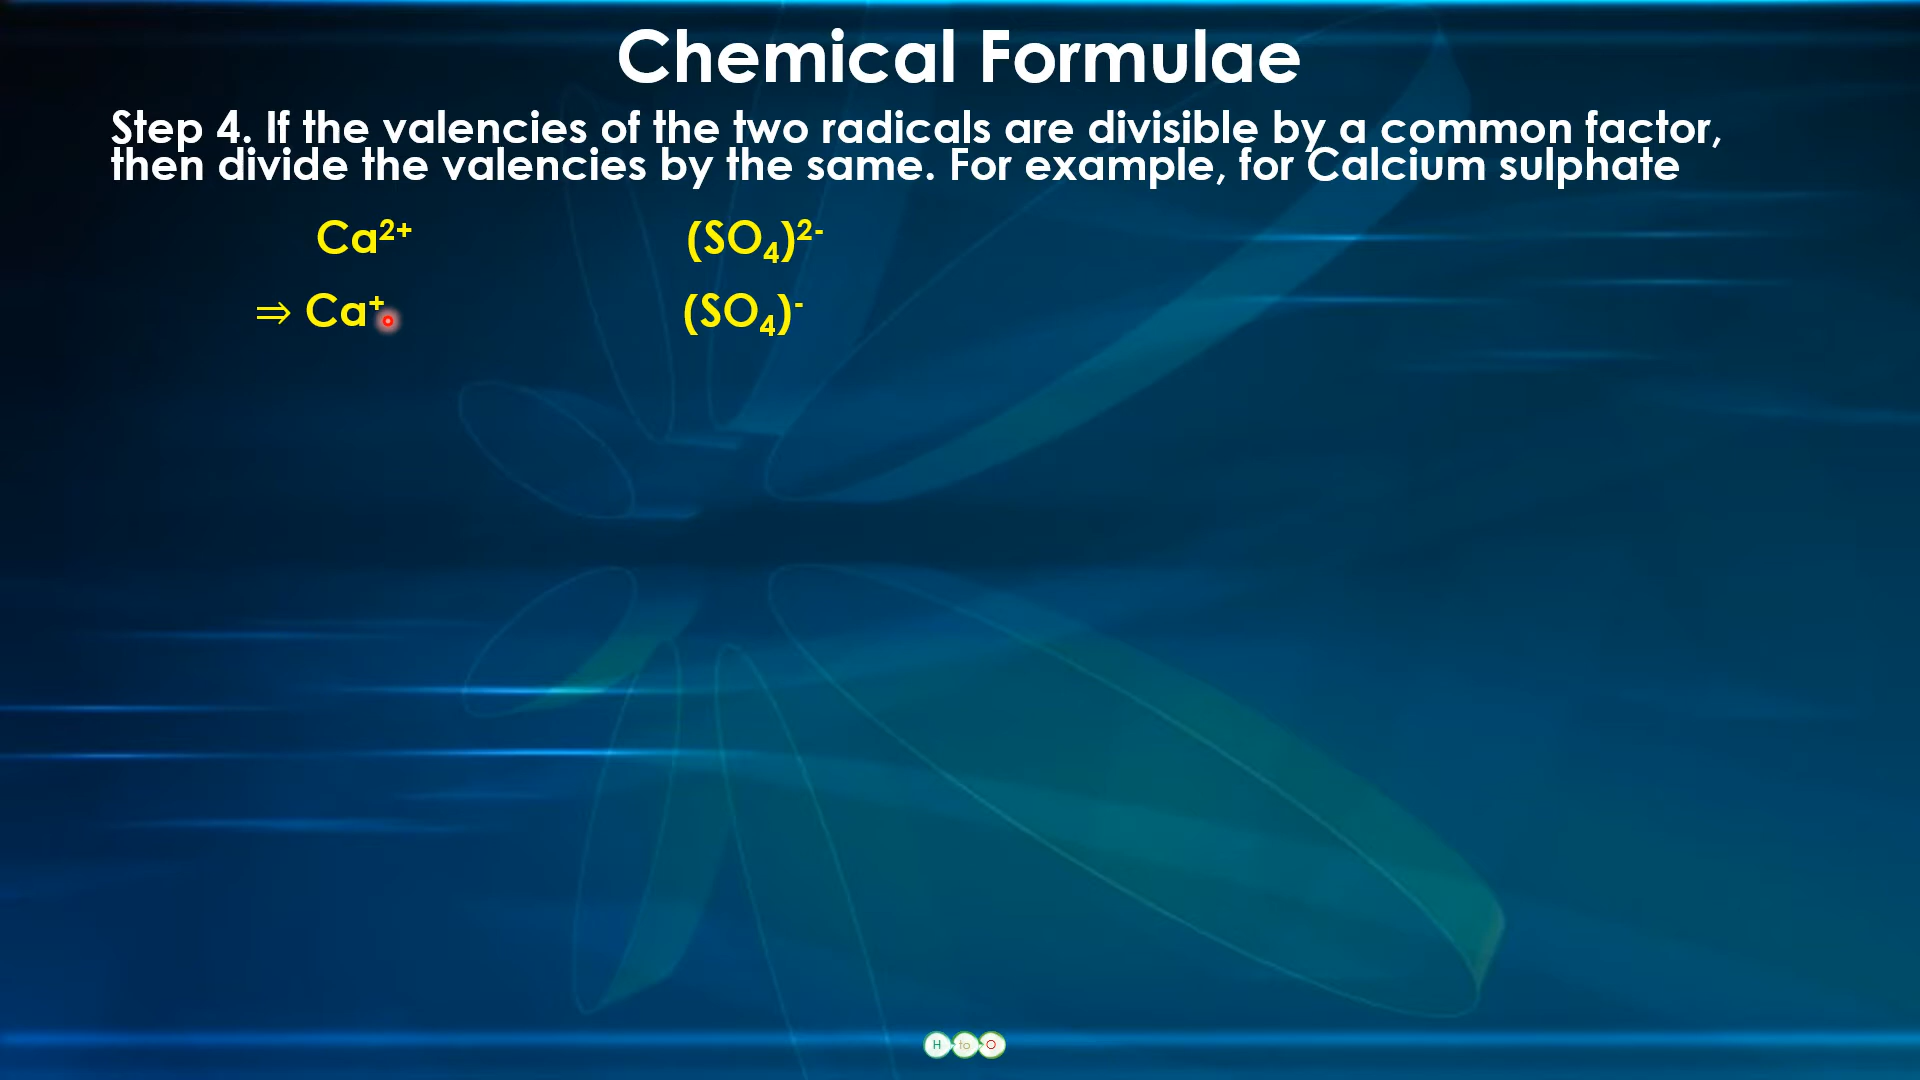 Chemical Formulae
Step 4. If the valencies of the two radicals are divisible by a common factor,
then divide the valencies by the same. For example, for Calcium sulphate
Ca²⁺ (SO₄)²⁻
⇒ Ca⁺ (SO₄)⁻
H to O